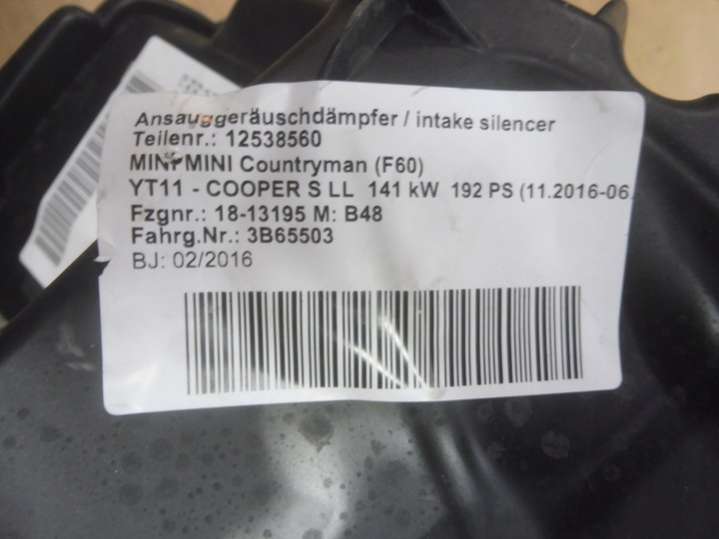 Ansauggeräuschdämpfer / intake silencer
Teilenr.: 12538560
MINI MINI Countryman (F60)
YT11 - COOPER S LL 141 kW 192 PS (11.2016-06.
Fzgnr.: 18-13195 M: B48
Fahrg.Nr.: 3B65503
BJ: 02/2016